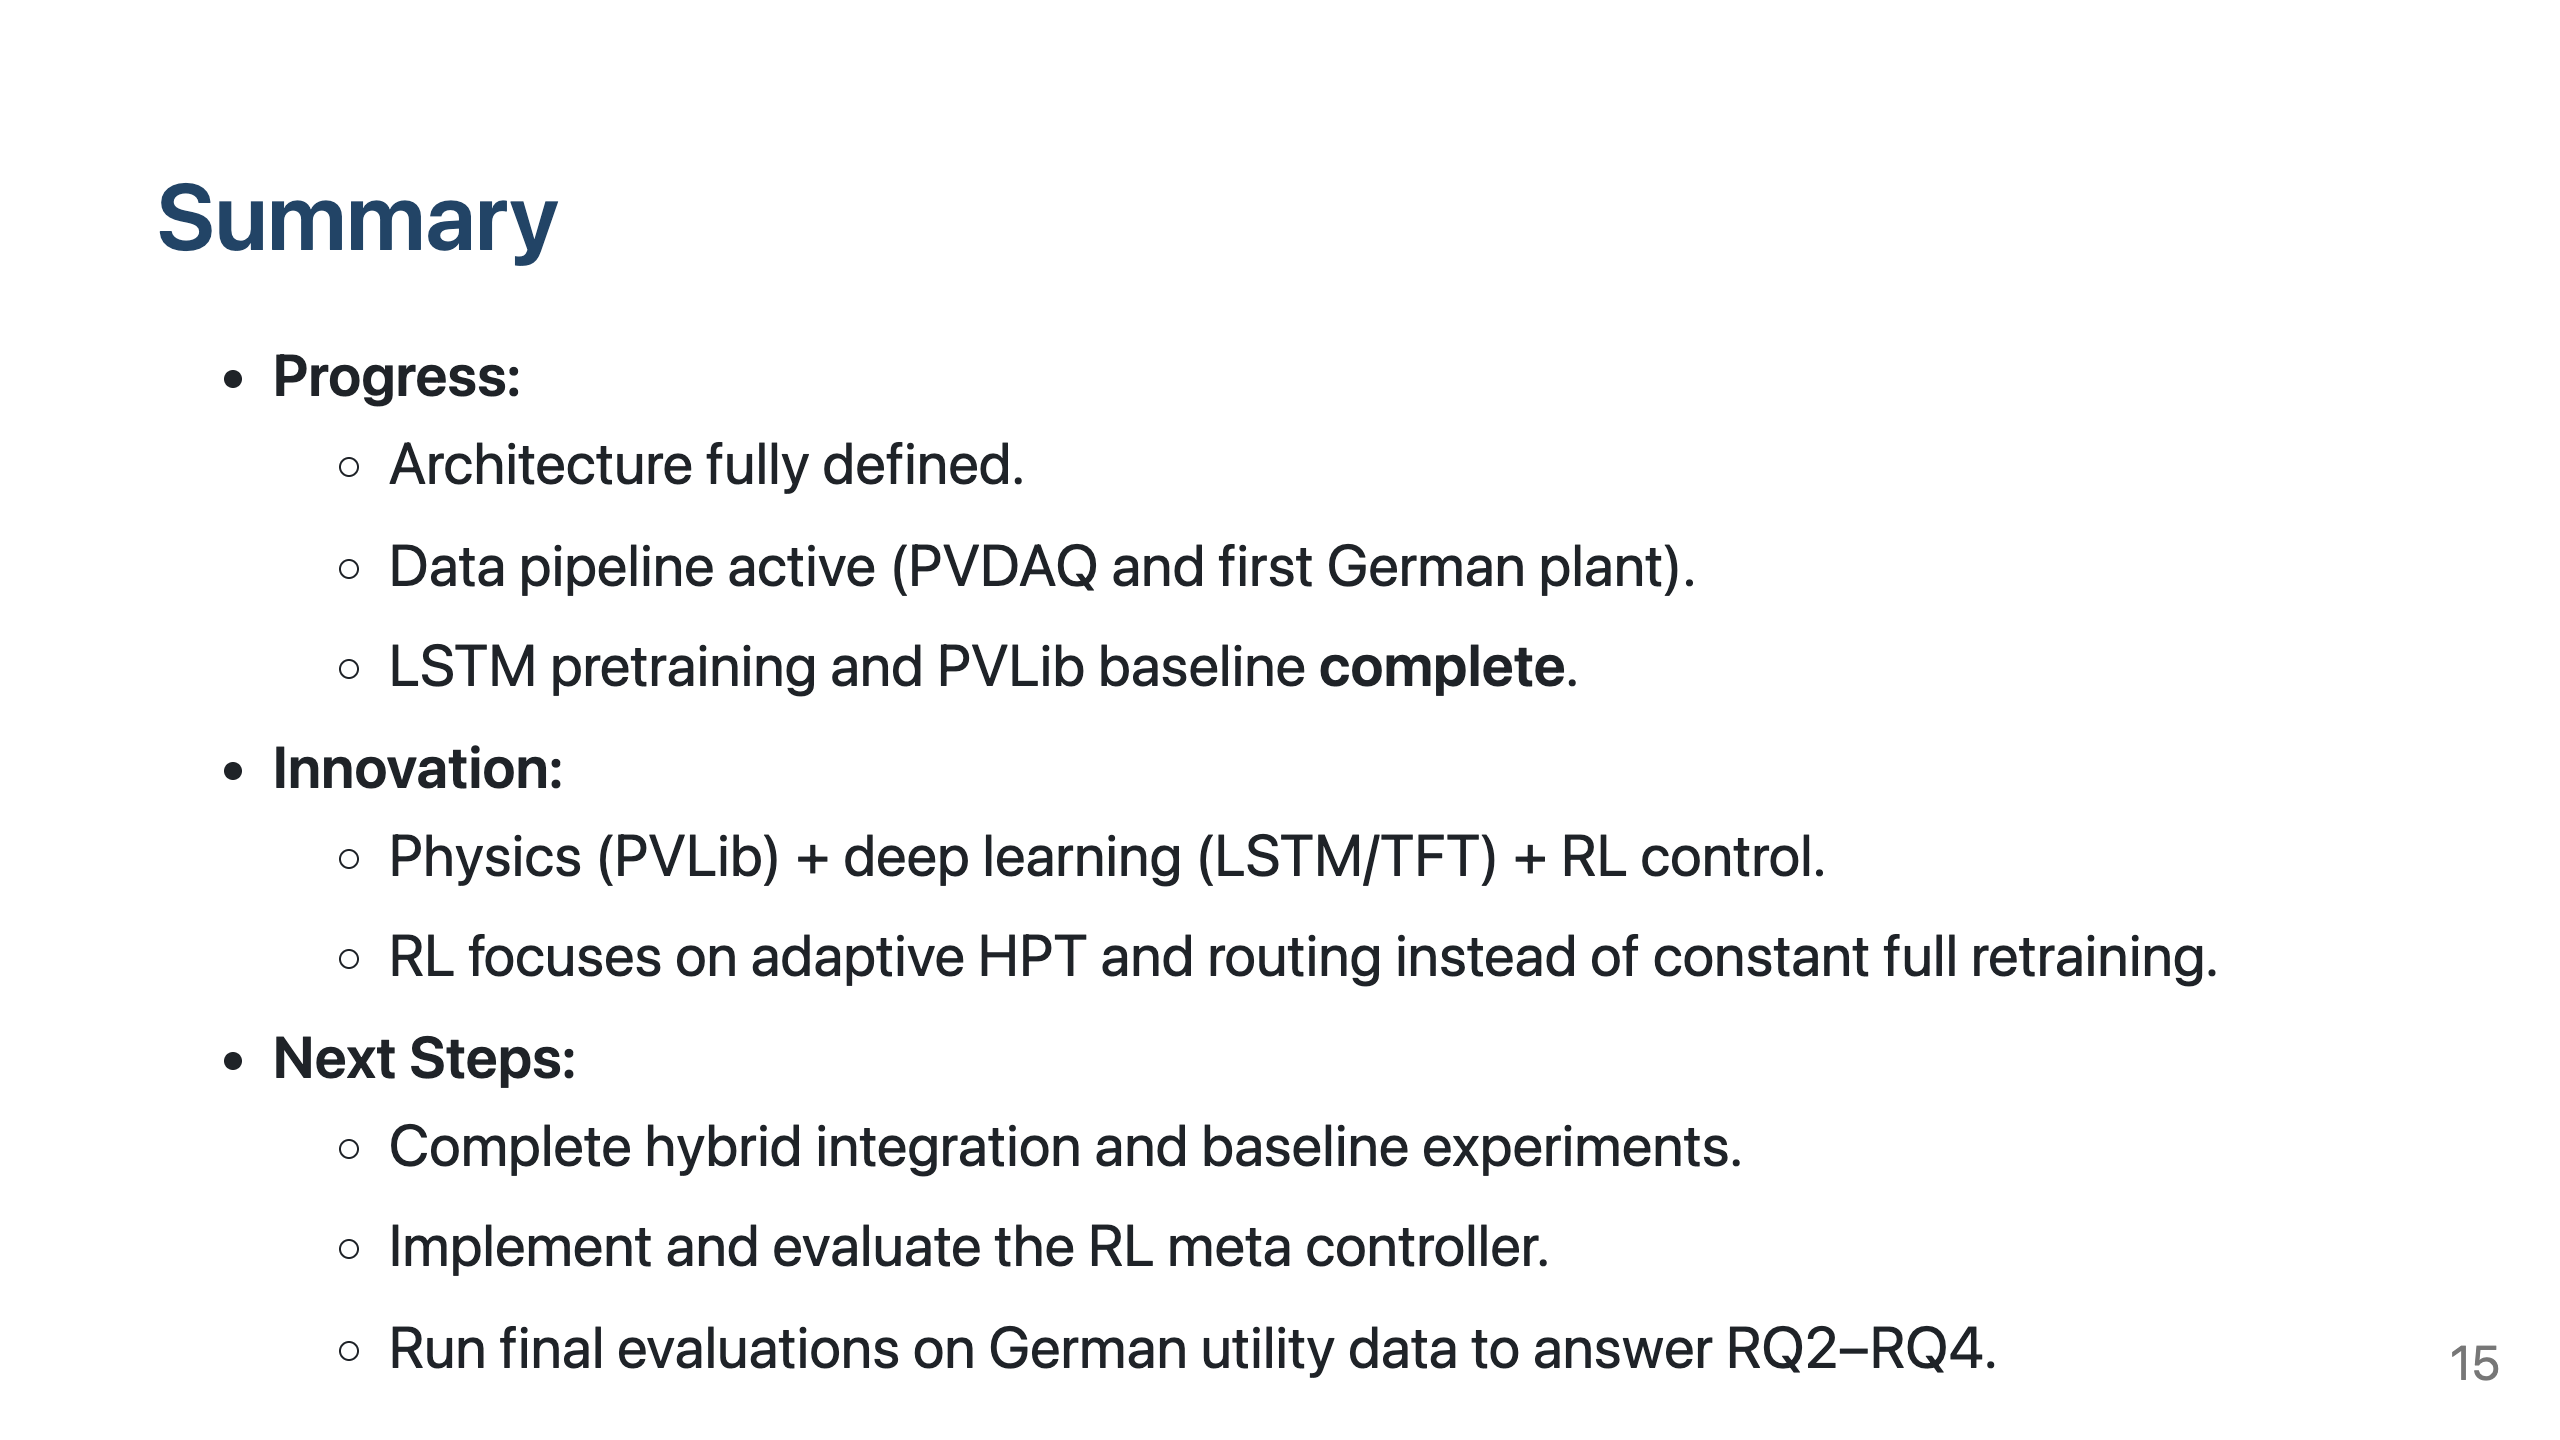 Summary
• Progress:
○ Architecture fully defined.
○ Data pipeline active (PVDAQ and first German plant).
○ LSTM pretraining and PVLib baseline complete.
• Innovation:
○ Physics (PVLib) + deep learning (LSTM/TFT) + RL control.
○ RL focuses on adaptive HPT and routing instead of constant full retraining.
• Next Steps:
○ Complete hybrid integration and baseline experiments.
○ Implement and evaluate the RL meta controller.
○ Run final evaluations on German utility data to answer RQ2–RQ4.
15